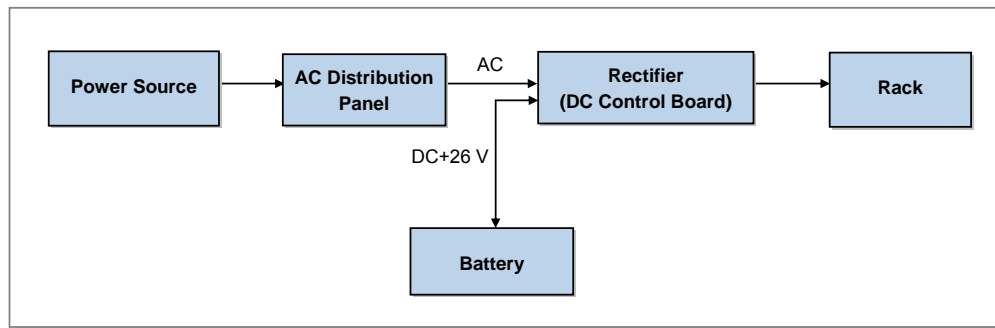 Power Source
AC Distribution
Panel
AC
Rectifier
(DC Control Board)
Rack
DC+26 V
Battery